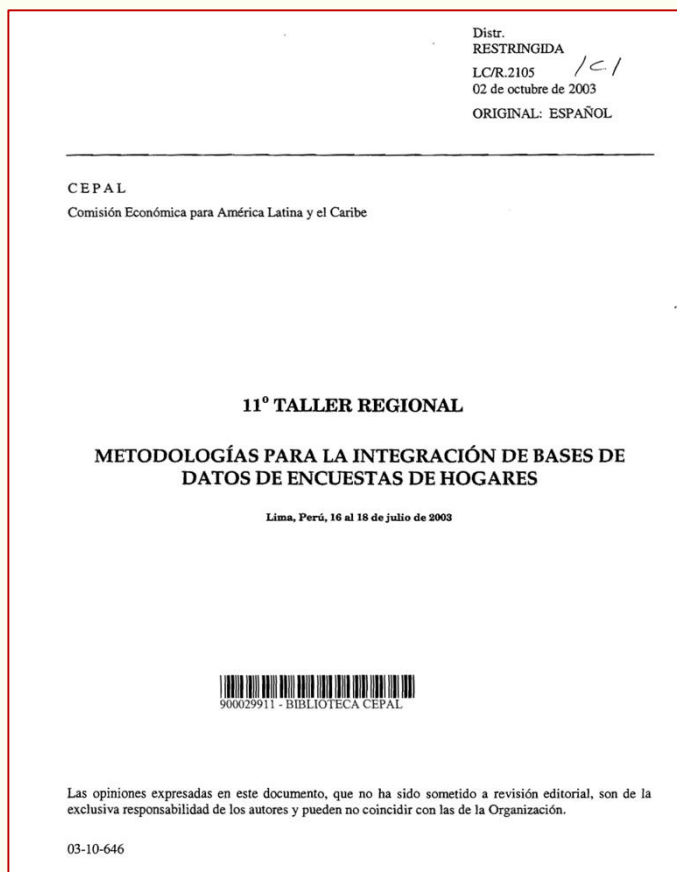 Distr.
RESTRINGIDA
LC/R.2105 /C1
02 de octubre de 2003
ORIGINAL: ESPAÑOL
CEPAL
Comisión Económica para América Latina y el Caribe
11° TALLER REGIONAL
METODOLOGÍAS PARA LA INTEGRACIÓN DE BASES DE
DATOS DE ENCUESTAS DE HOGARES
Lima, Perú, 16 al 18 de julio de 2003
900029911 - BIBLIOTECA CEPAL
Las opiniones expresadas en este documento, que no ha sido sometido a revisión editorial, son de la
exclusiva responsabilidad de los autores y pueden no coincidir con las de la Organización.
03-10-646